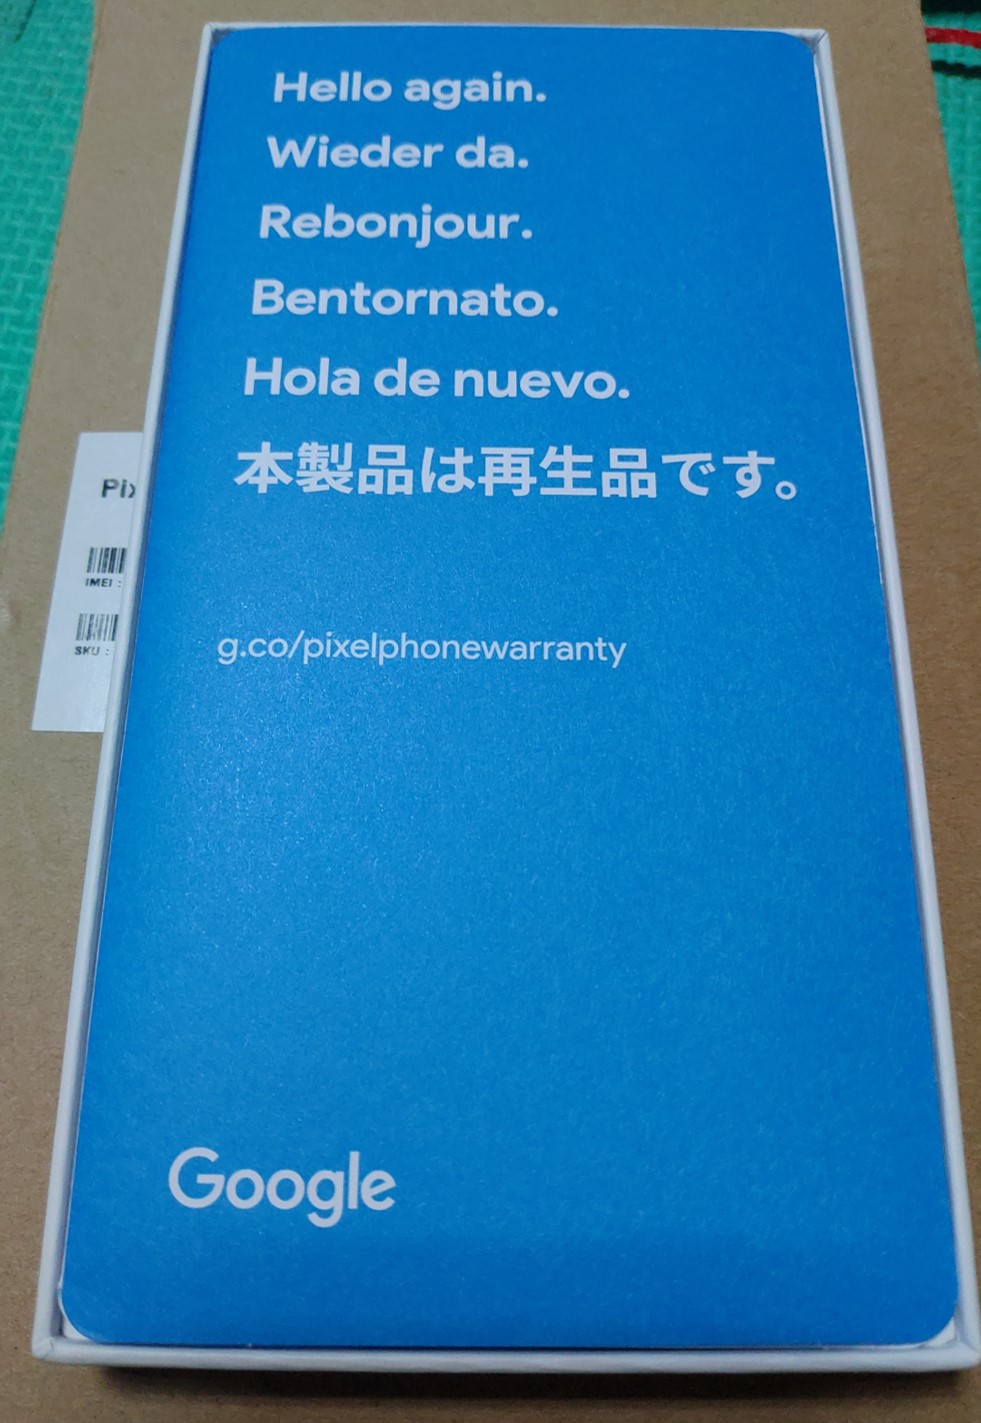 Hello again.
Wieder da.
Rebonjour.
Bentornato.
Hola de nuevo.
本製品は再生品です。
g.co/pixelphonewarranty
Google
IMEI :
SKU :